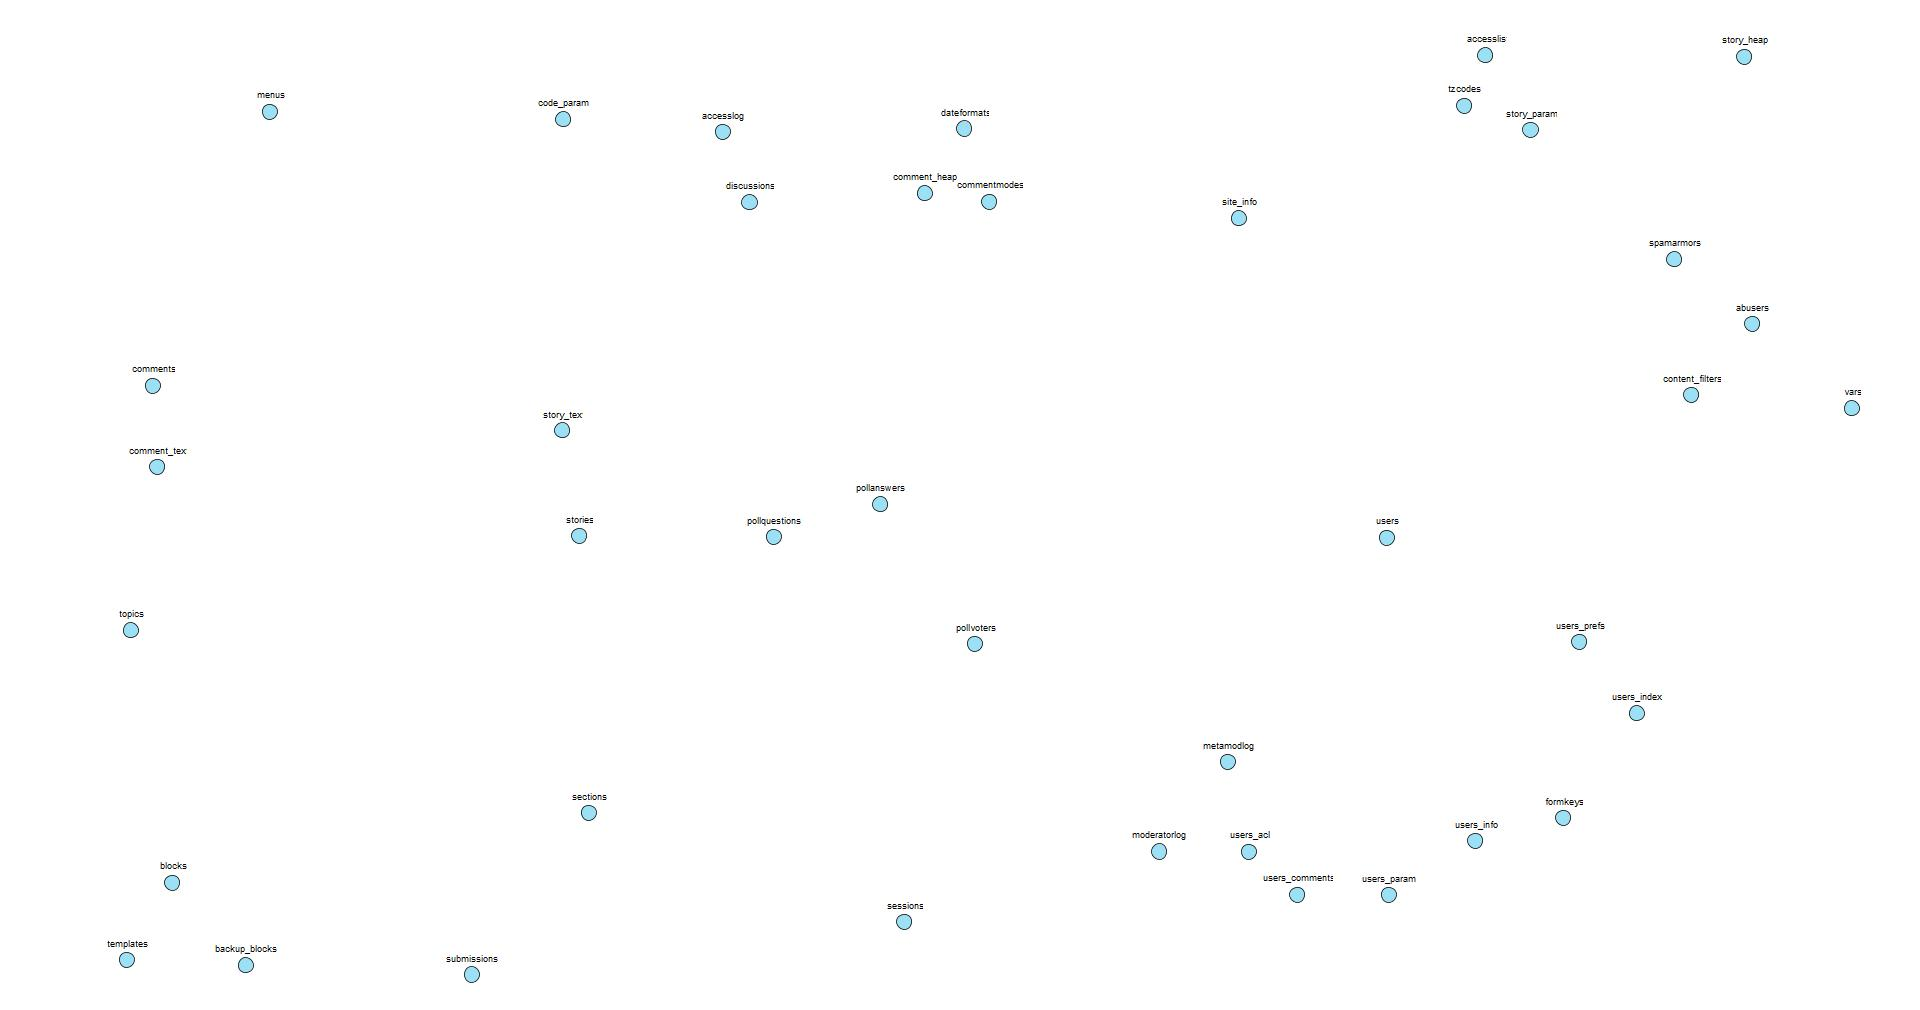 accesslis
story_heap
tzcodes
menus
code_param
accesslog
dateformats
story_param
discussions
comment_heap
commentmodes
site_info
spamarmors
abusers
comments
content_filters
vars
story_tex
comment_tex
pollanswers
stories
pollquestions
users
topics
pollvoters
users_prefs
users_index
metamodlog
sections
formkeys
users_info
moderatorlog
users_acl
blocks
users_comments
users_param
sessions
templates
backup_blocks
submissions